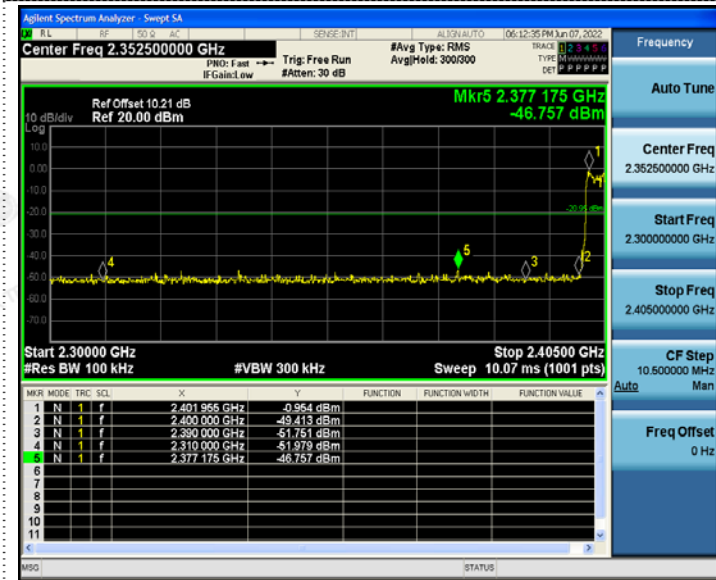 Agilent Spectrum Analyzer - Swept SA
RL RF 50 Ω AC SENSE:INT ALIGN AUTO 06:12:35 PM Jun 07, 2022
Center Freq 2.352500000 GHz #Avg Type: RMS TRACE 1 2 3 4 5 6
PNO: Fast Trig: Free Run Avg|Hold: 300/300 TYPE M
IFGain:Low #Atten: 30 dB DET P P P P P P
Frequency
Auto Tune
Center Freq
2.352500000 GHz
Start Freq
2.300000000 GHz
Stop Freq
2.405000000 GHz
CF Step
10.500000 MHz
Auto Man
Freq Offset
0 Hz
Mkr5 2.377 175 GHz
-46.757 dBm
Ref Offset 10.21 dB
10 dB/div Ref 20.00 dBm
Log
10.0
0.00
-10.0
-20.0
-30.0
-40.0
-50.0
-60.0
-70.0
1
-20.96 dBm
5
4
3
2
Start 2.30000 GHz Stop 2.40500 GHz
#Res BW 100 kHz #VBW 300 kHz Sweep 10.07 ms (1001 pts)
MKR MODE TRC SCL X Y FUNCTION FUNCTION WIDTH FUNCTION VALUE
1 N 1 f 2.401 955 GHz -0.964 dBm
2 N 1 f 2.400 000 GHz -49.413 dBm
3 N 1 f 2.390 000 GHz -51.751 dBm
4 N 1 f 2.310 000 GHz -51.979 dBm
5 N 1 f 2.377 175 GHz -46.757 dBm
6
7
8
9
10
11
MSG STATUS